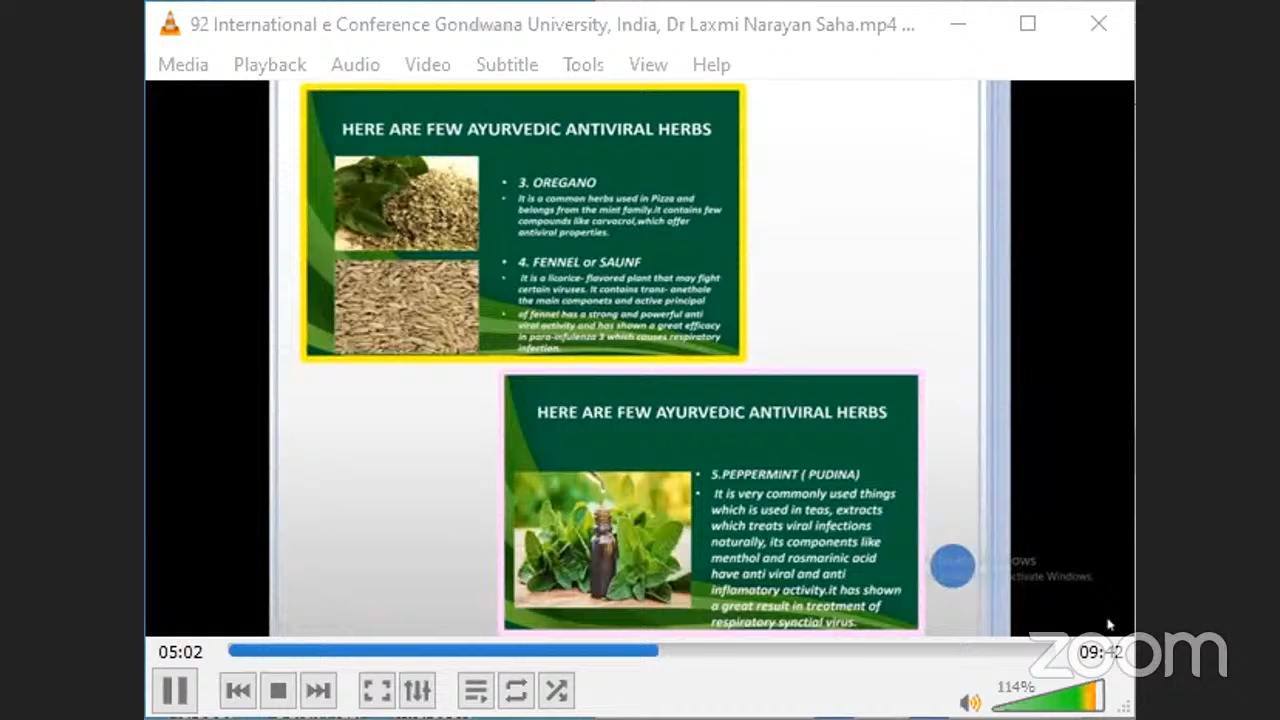 92 International e Conference Gondwana University, India, Dr Laxmi Narayan Saha.mp4 ...
Media Playback Audio Video Subtitle Tools View Help
HERE ARE FEW AYURVEDIC ANTIVIRAL HERBS
• 3. OREGANO
• It is a common herbs used in Pizza and
belongs from the mint family.it contains few
compounds like carvacrol,which offer
antiviral properties.
• 4. FENNEL or SAUNF
• It is a licorice- flavored plant that may fight
certain viruses. It contains trans- anethole
the main componets and active principal
• of fennel has a strong and powerful anti
viral activity and has shown a great efficacy
in para-infulenza 3 which causes respiratory
infection.
HERE ARE FEW AYURVEDIC ANTIVIRAL HERBS
• 5.PEPPERMINT ( PUDINA)
• It is very commonly used things
which is used in teas, extracts
which treats viral infections
naturally, its components like
menthol and rosmarinic acid
have anti viral and anti
inflamatory activity.it has shown
a great result in treatment of
respiratory synctial virus.
Windows.
05:02
09:42
zoom
114%